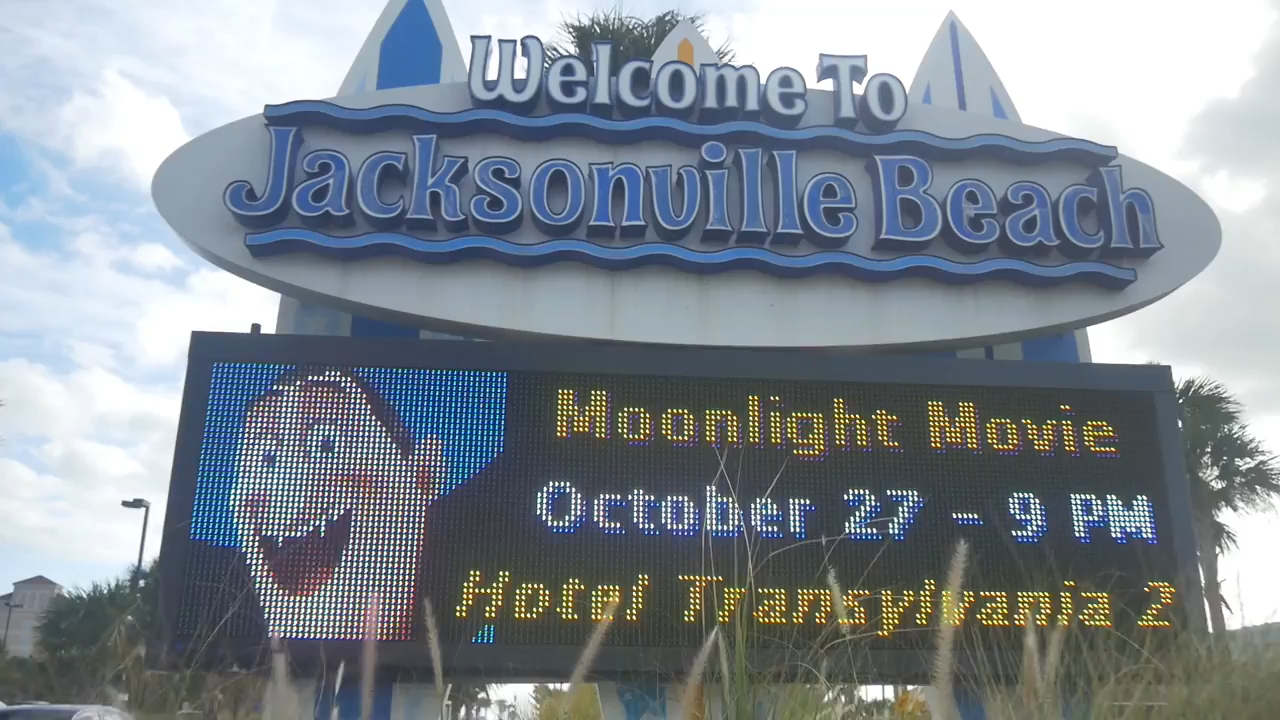 Welcome To
Jacksonville Beach
Moonlight Movie
October 27 - 9 PM
Hotel Transylvania 2